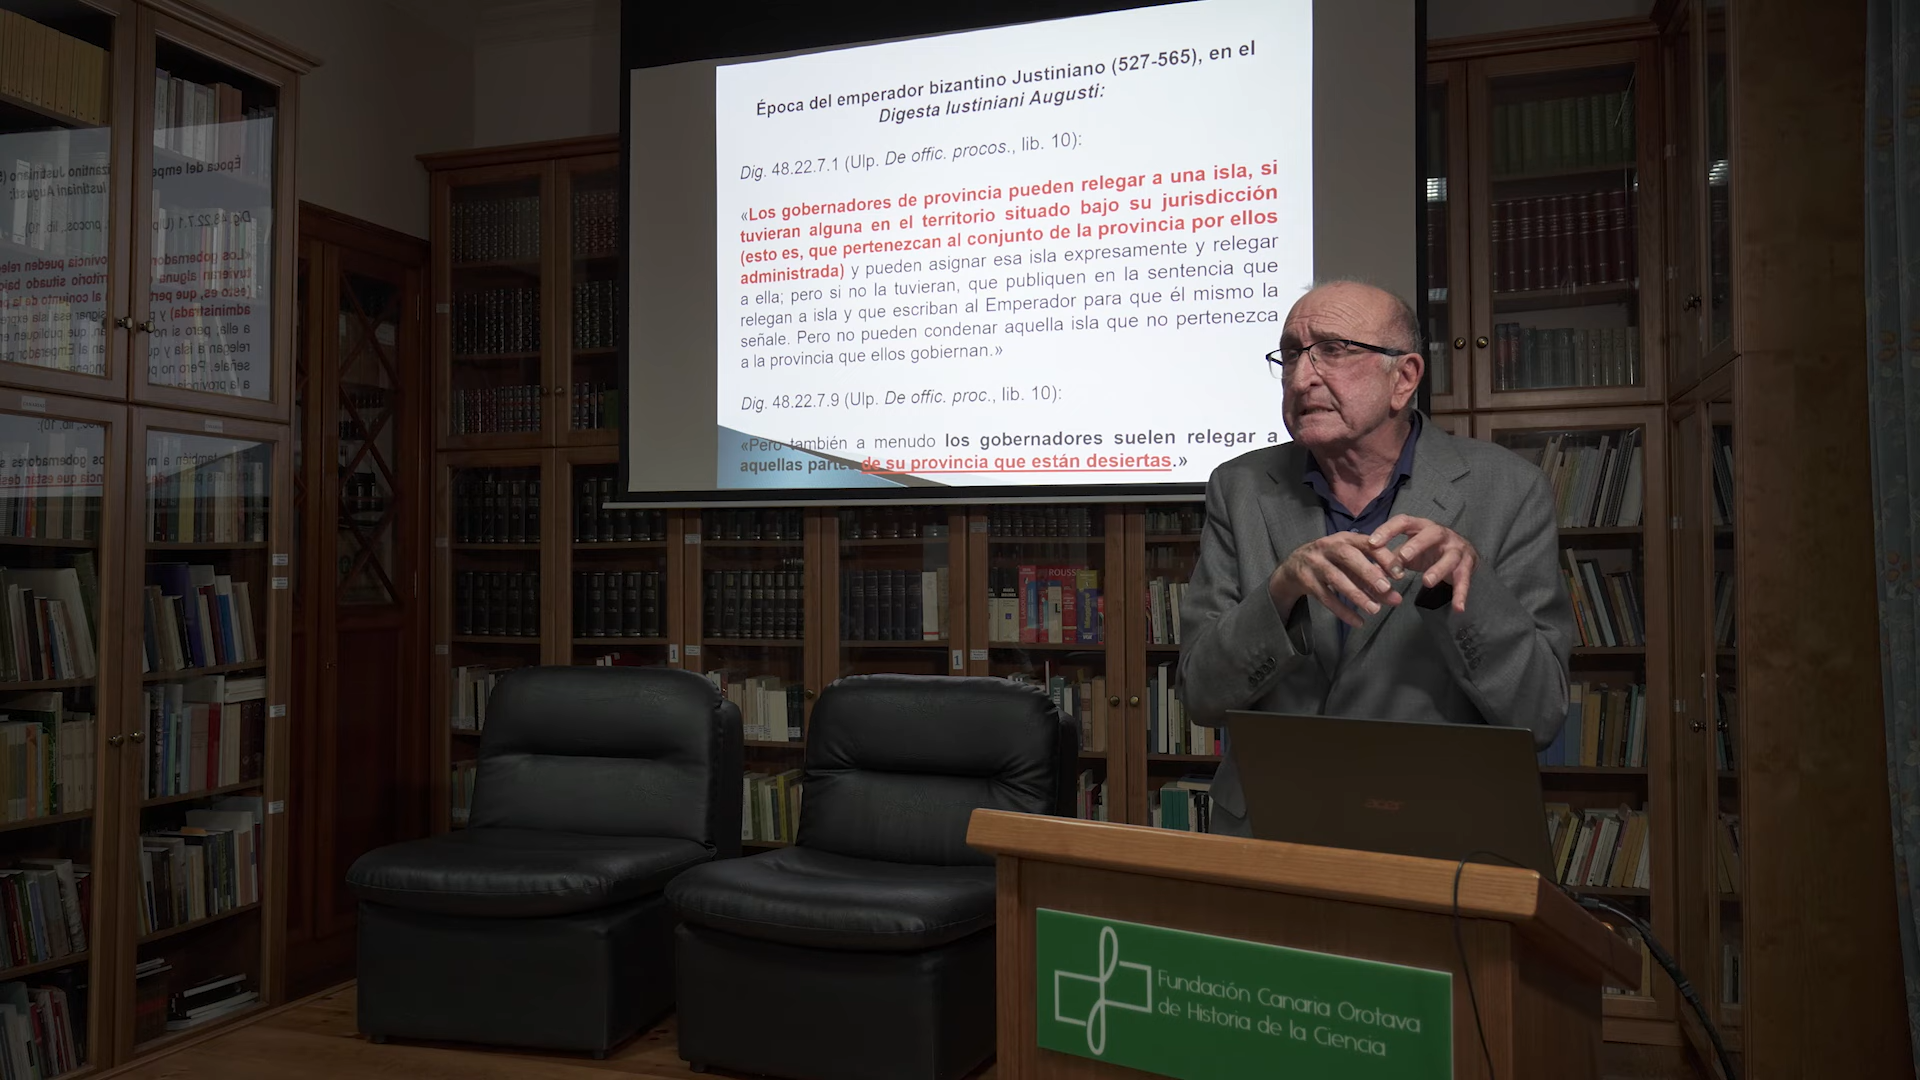 Época del emperador bizantino Justiniano (527-565), en el
Digesta Iustiniani Augusti:
Dig. 48.22.7.1 (Ulp. De offic. procos., lib. 10):
«Los gobernadores de provincia pueden relegar a una isla, si
tuvieran alguna en el territorio situado bajo su jurisdicción
(esto es, que pertenezcan al conjunto de la provincia por ellos
administrada) y pueden asignar esa isla expresamente y relegar
a ella; pero si no la tuvieran, que publiquen en la sentencia que
relegan a isla y que escriban al Emperador para que él mismo la
señale. Pero no pueden condenar aquella isla que no pertenezca
a la provincia que ellos gobiernan.»
Dig. 48.22.7.9 (Ulp. De offic. proc., lib. 10):
«Pero también a menudo los gobernadores suelen relegar a
aquellas partes de su provincia que están desiertas.»
acer
Fundación Canaria Orotava
de Historia de la Ciencia